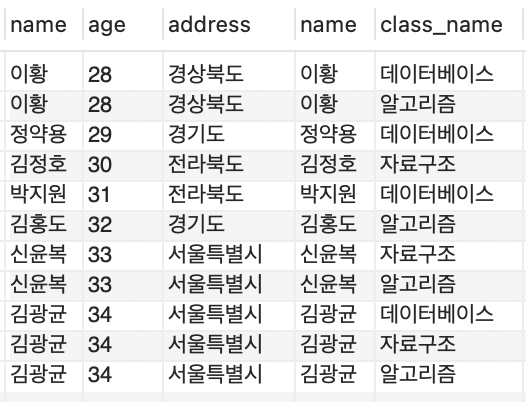 name age address name class_name
이황 28 경상북도 이황 데이터베이스
이황 28 경상북도 이황 알고리즘
정약용 29 경기도 정약용 데이터베이스
김정호 30 전라북도 김정호 자료구조
박지원 31 전라북도 박지원 데이터베이스
김홍도 32 경기도 김홍도 알고리즘
신윤복 33 서울특별시 신윤복 자료구조
신윤복 33 서울특별시 신윤복 알고리즘
김광균 34 서울특별시 김광균 데이터베이스
김광균 34 서울특별시 김광균 자료구조
김광균 34 서울특별시 김광균 알고리즘